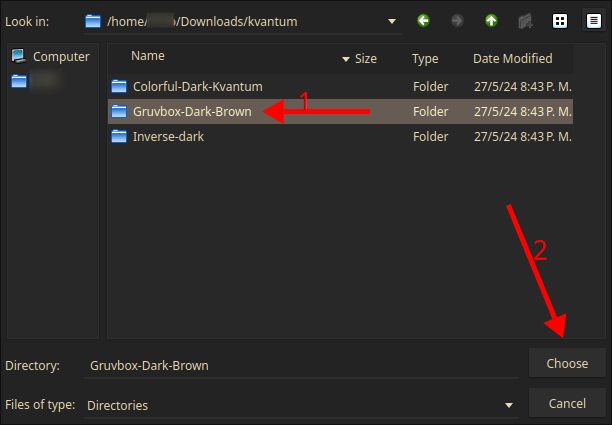 Look in: /home/ /Downloads/kvantum
Computer
Name Size Type Date Modified
Colorful-Dark-Kvantum Folder 27/5/24 8:43 P. M.
Gruvbox-Dark-Brown 1 Folder 27/5/24 8:43 P. M.
Inverse-dark Folder 27/5/24 8:43 P. M.
2
Directory: Gruvbox-Dark-Brown Choose
Files of type: Directories Cancel